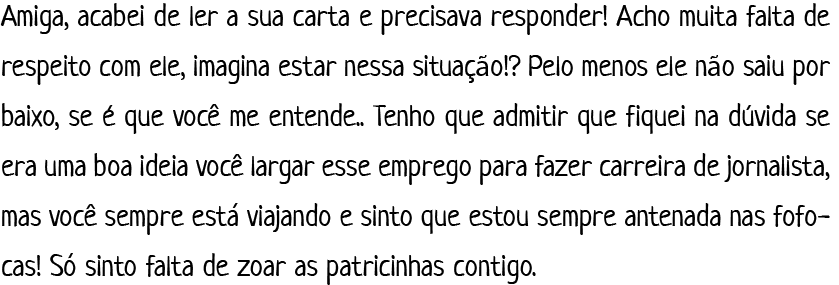 Amiga, acabei de ler a sua carta e precisava responder! Acho muita falta de
respeito com ele, imagina estar nessa situação!? Pelo menos ele não saiu por
baixo, se é que você me entende.. Tenho que admitir que fiquei na dúvida se
era uma boa ideia você largar esse emprego para fazer carreira de jornalista,
mas você sempre está viajando e sinto que estou sempre antenada nas fofo-
cas! Só sinto falta de zoar as patricinhas contigo.